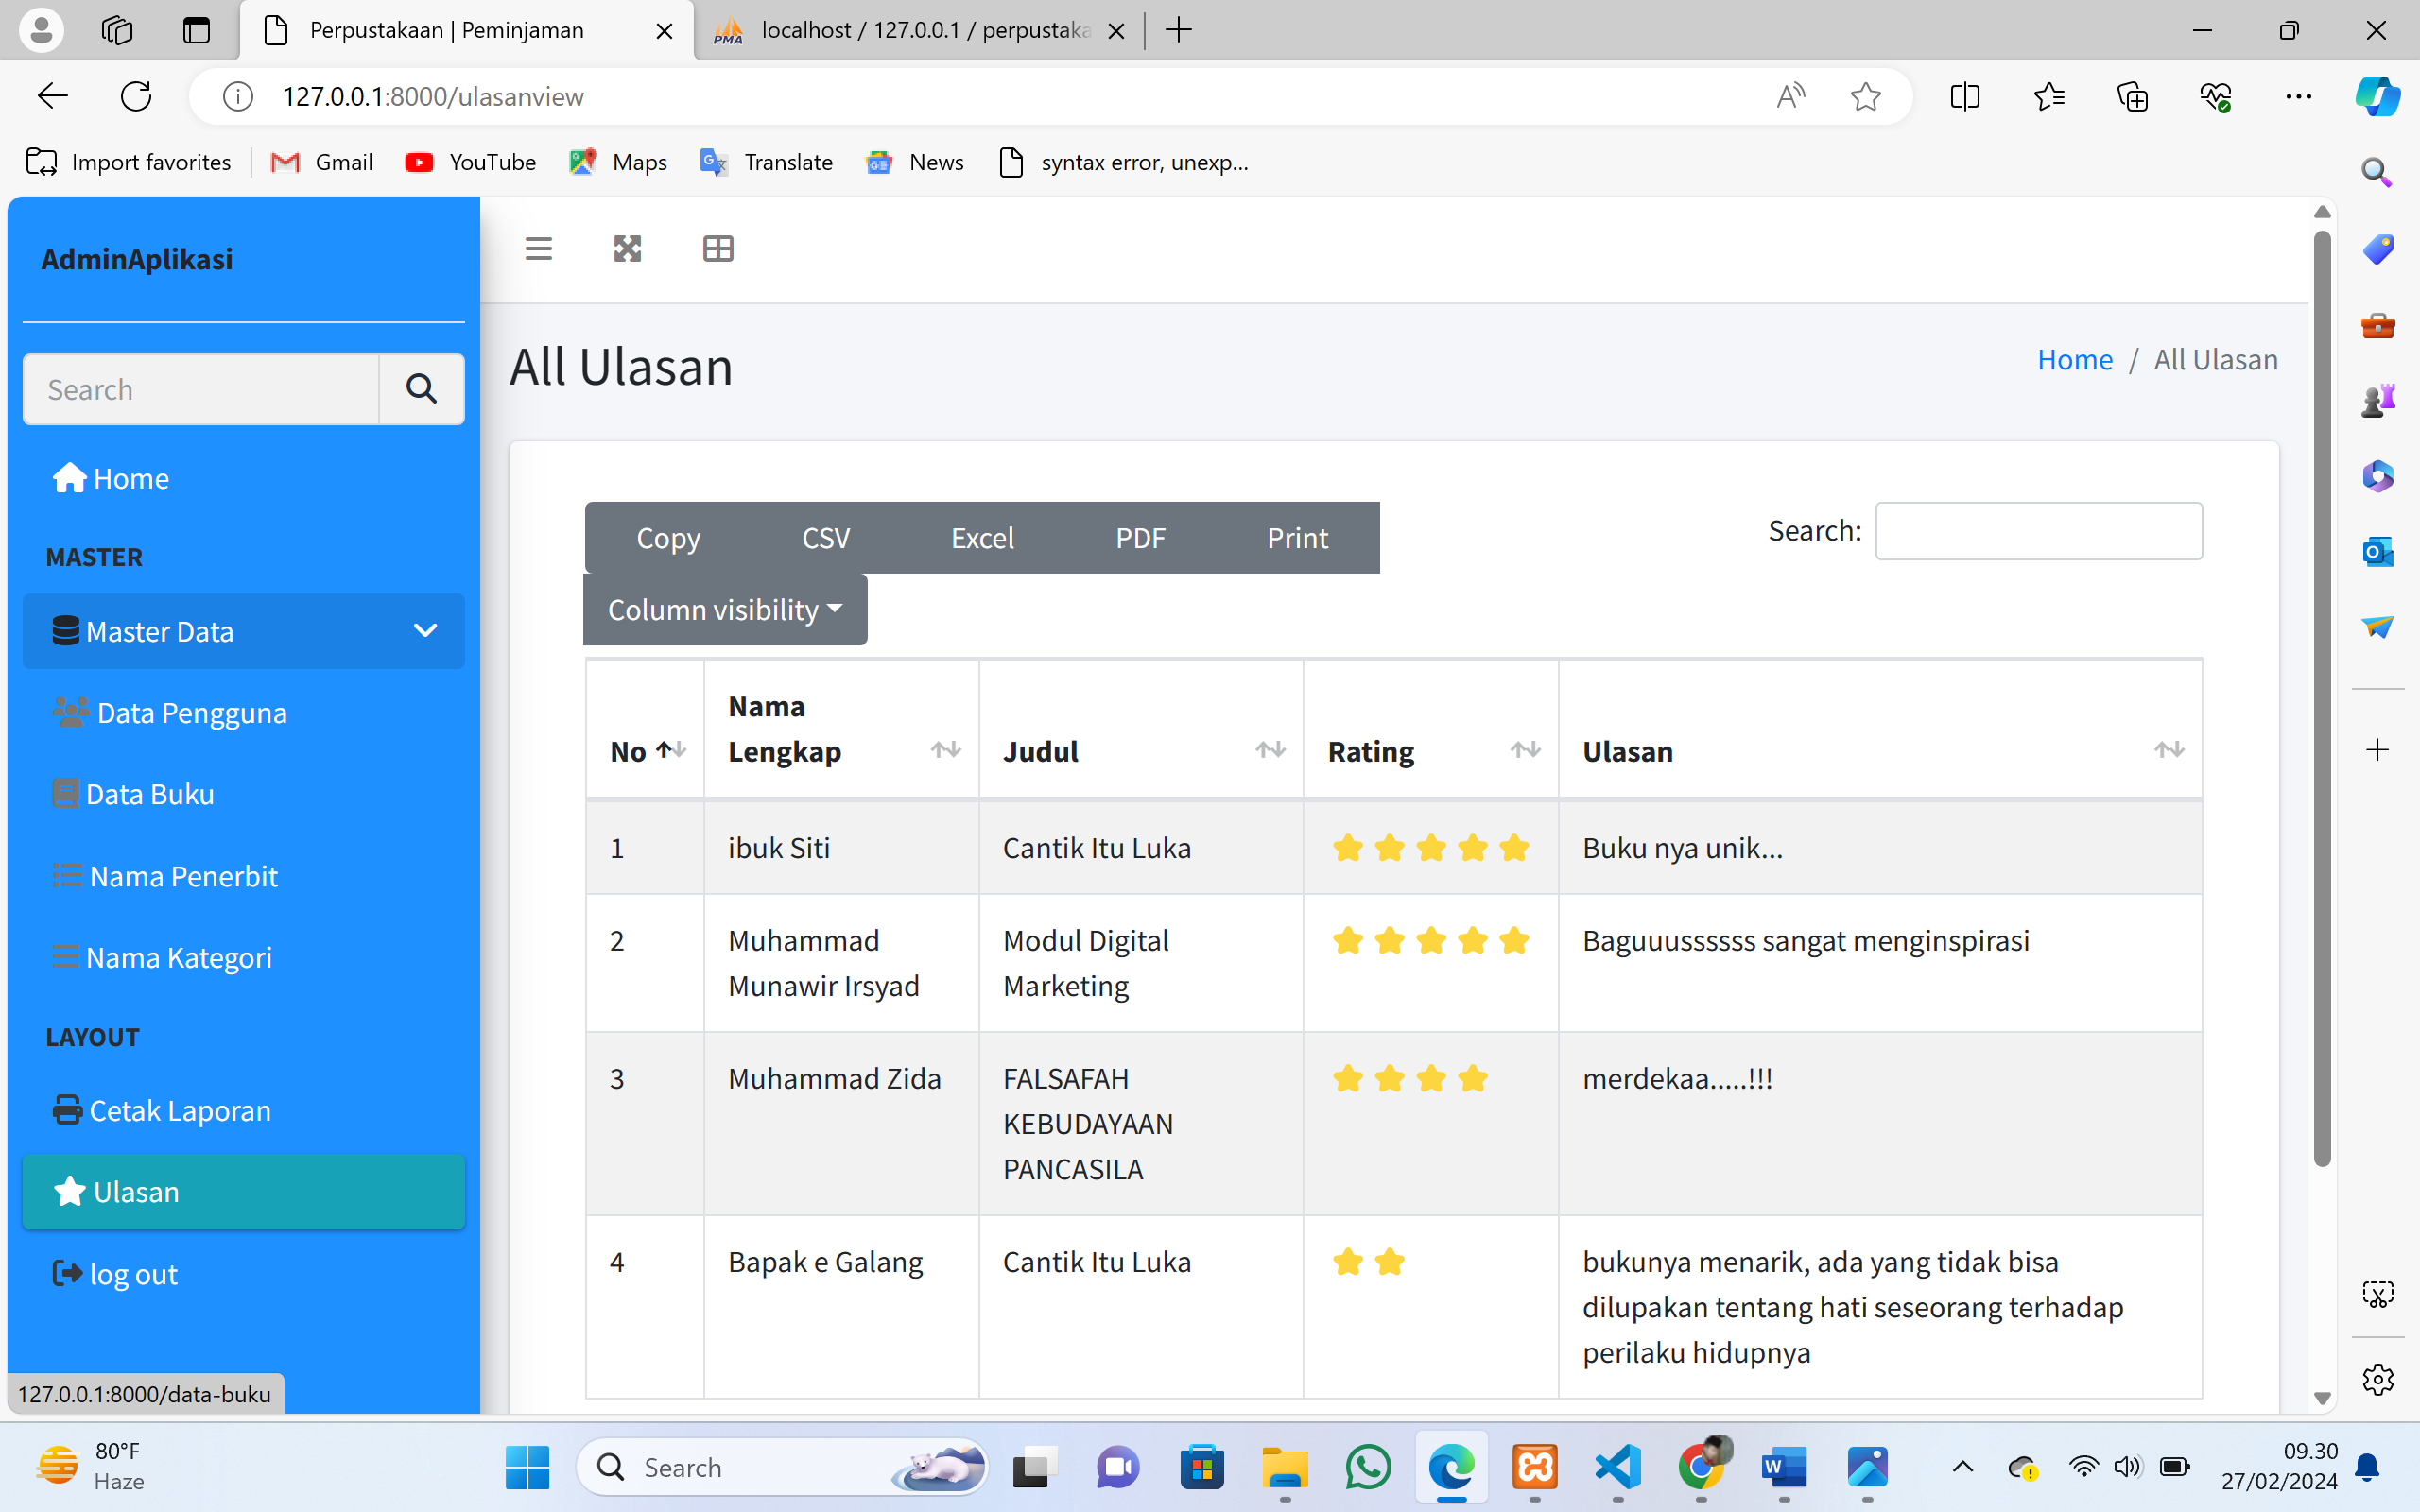 Perpustakaan | Peminjaman
localhost / 127.0.0.1 / perpustaka
127.0.0.1:8000/ulasanview
Import favorites
Gmail
YouTube
Maps
Translate
News
syntax error, unexp...
AdminAplikasi
Search
Home
MASTER
Master Data
Data Pengguna
Data Buku
Nama Penerbit
Nama Kategori
LAYOUT
Cetak Laporan
Ulasan
log out
127.0.0.1:8000/data-buku
All Ulasan
Home / All Ulasan
Copy CSV Excel PDF Print
Column visibility
Search:
No
Nama
Lengkap
Judul
Rating
Ulasan
1
ibuk Siti
Cantik Itu Luka
Buku nya unik...
2
Muhammad
Munawir Irsyad
Modul Digital
Marketing
Baguuussssss sangat menginspirasi
3
Muhammad Zida
FALSAFAH
KEBUDAYAAN
PANCASILA
merdekaa.....!!!
4
Bapak e Galang
Cantik Itu Luka
bukunya menarik, ada yang tidak bisa
dilupakan tentang hati seseorang terhadap
perilaku hidupnya
80°F
Haze
Search
09.30
27/02/2024